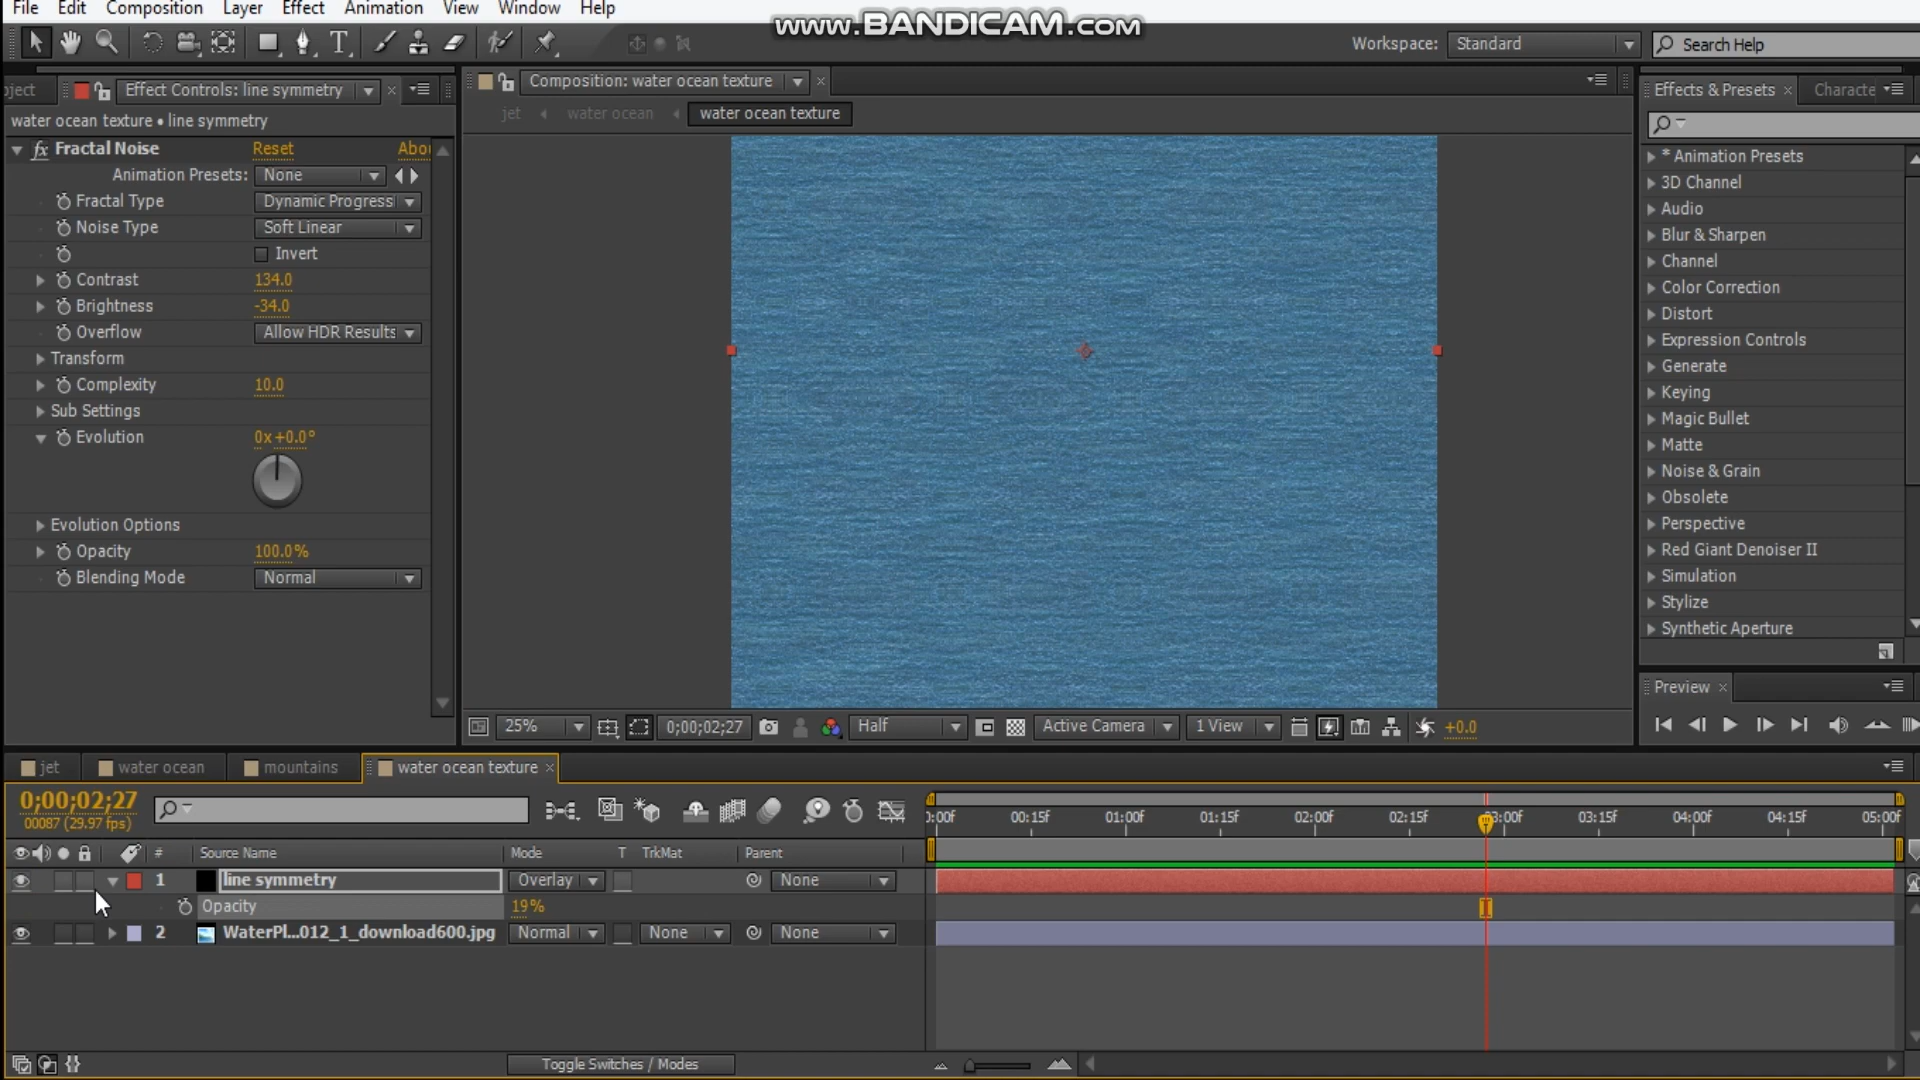 File Edit Composition Layer Effect Animation View Window Help
www.BANDICAM.com
Workspace: Standard Search Help
ject Effect Controls: line symmetry
Composition: water ocean texture
Effects & Presets Characte
jet water ocean water ocean texture
water ocean texture • line symmetry
fx Fractal Noise Reset Abou
Animation Presets: None
Fractal Type Dynamic Progress
Noise Type Soft Linear
Invert
Contrast 134.0
Brightness -34.0
Overflow Allow HDR Results
Transform
Complexity 10.0
Sub Settings
Evolution 0x+0.0°
Evolution Options
Opacity 100.0%
Blending Mode Normal
* Animation Presets
3D Channel
Audio
Blur & Sharpen
Channel
Color Correction
Distort
Expression Controls
Generate
Keying
Magic Bullet
Matte
Noise & Grain
Obsolete
Perspective
Red Giant Denoiser II
Simulation
Stylize
Synthetic Aperture
Preview
25% 0;00;02;27 Half Active Camera 1 View +0.0
jet water ocean mountains water ocean texture
0;00;02;27
00087 (29.97 fps)
):00f 00:15f 01:00f 01:15f 02:00f 02:15f 3:00f 03:15f 04:00f 04:15f 05:00f
# Source Name Mode T TrkMat Parent
1 line symmetry Overlay None
Opacity 19%
2 WaterPl...012_1_download600.jpg Normal None None
Toggle Switches / Modes